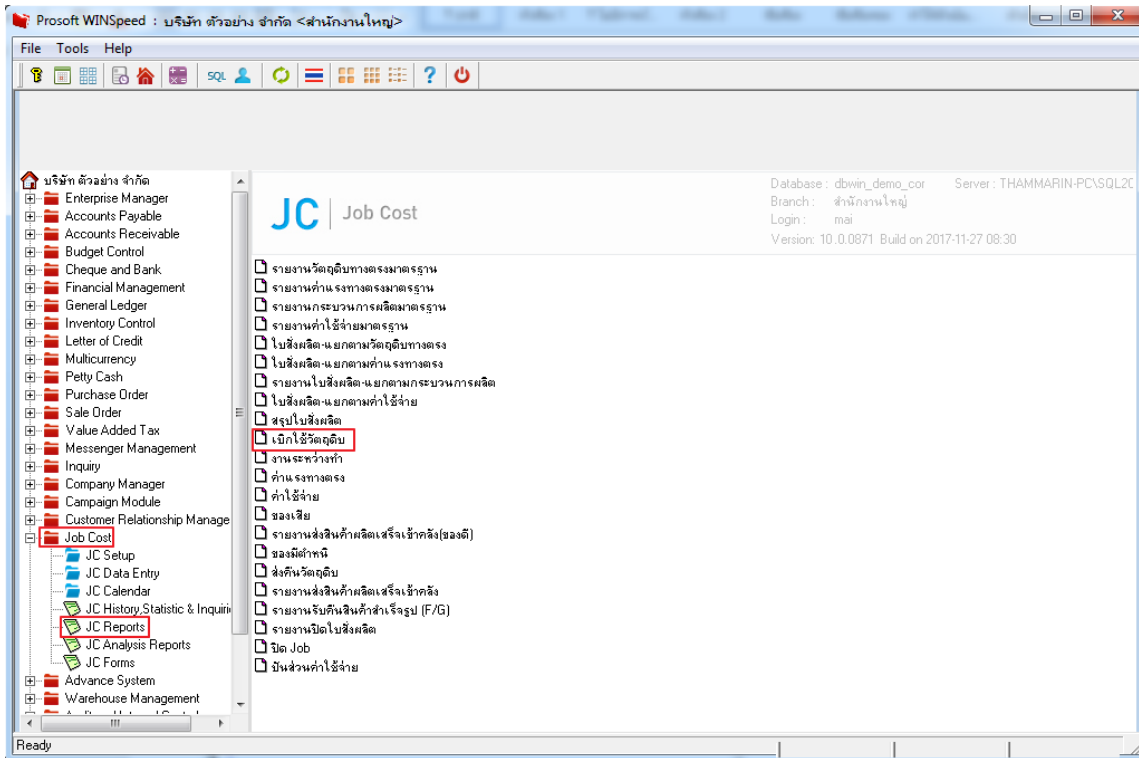 Prosoft WINSpeed : บริษัท ตัวอย่าง จำกัด <สำนักงานใหญ่>
File Tools Help
SQL
บริษัท ตัวอย่าง จำกัด
Enterprise Manager
Accounts Payable
Accounts Receivable
Budget Control
Cheque and Bank
Financial Management
General Ledger
Inventory Control
Letter of Credit
Multicurrency
Petty Cash
Purchase Order
Sale Order
Value Added Tax
Messenger Management
Inquiry
Company Manager
Campaign Module
Customer Relationship Manage
Job Cost
JC Setup
JC Data Entry
JC Calendar
JC History,Statistic & Inquirie
JC Reports
JC Analysis Reports
JC Forms
Advance System
Warehouse Management
JC Job Cost
Database : dbwin_demo_cor Server : THAMMARIN-PC\SQL20
Branch : สำนักงานใหญ่
Login : mai
Version: 10.0.0871 Build on 2017-11-27 08:30
รายงานวัตถุดิบทางตรงมาตรฐาน
รายงานค่าแรงทางตรงมาตรฐาน
รายงานกระบวนการผลิตมาตรฐาน
รายงานค่าใช้จ่ายมาตรฐาน
ใบสั่งผลิต-แยกตามวัตถุดิบทางตรง
ใบสั่งผลิต-แยกตามค่าแรงทางตรง
รายงานใบสั่งผลิต-แยกตามกระบวนการผลิต
ใบสั่งผลิต-แยกตามค่าใช้จ่าย
สรุปใบสั่งผลิต
เบิกใช้วัตถุดิบ
งานระหว่างทำ
ค่าแรงทางตรง
ค่าใช้จ่าย
ของเสีย
รายงานส่งสินค้าผลิตเสร็จเข้าคลัง(ของดี)
ของมีตำหนิ
ส่งคืนวัตถุดิบ
รายงานส่งสินค้าผลิตเสร็จเข้าคลัง
รายงานรับคืนสินค้าสำเร็จรูป (F/G)
รายงานปิดใบสั่งผลิต
ปิด Job
ปันส่วนค่าใช้จ่าย
Ready